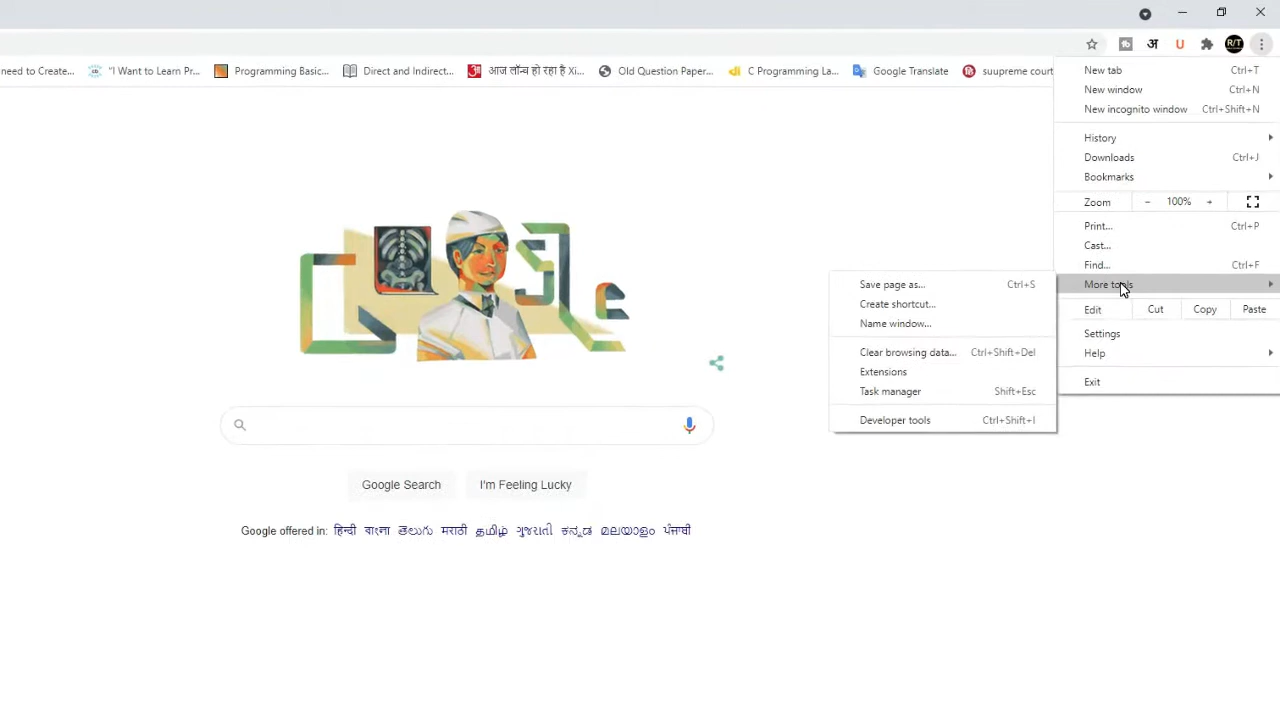 need to Create...
"I Want to Learn Pr...
Programming Basic...
Direct and Indirect...
आज लॉन्च हो रहा है Xi...
Old Question Paper...
C Programming La...
Google Translate
suupreme court
New tab Ctrl+T
New window Ctrl+N
New incognito window Ctrl+Shift+N
History
Downloads Ctrl+J
Bookmarks
Zoom - 100% +
Print... Ctrl+P
Cast...
Find... Ctrl+F
More tools
Edit Cut Copy Paste
Settings
Help
Exit
Save page as... Ctrl+S
Create shortcut...
Name window...
Clear browsing data... Ctrl+Shift+Del
Extensions
Task manager Shift+Esc
Developer tools Ctrl+Shift+I
Google Search
I'm Feeling Lucky
Google offered in: हिन्दी বাংলা తెలుగు मराठी தமிழ் ગુજરાતી ಕನ್ನಡ മലയാളം ਪੰਜਾਬੀ